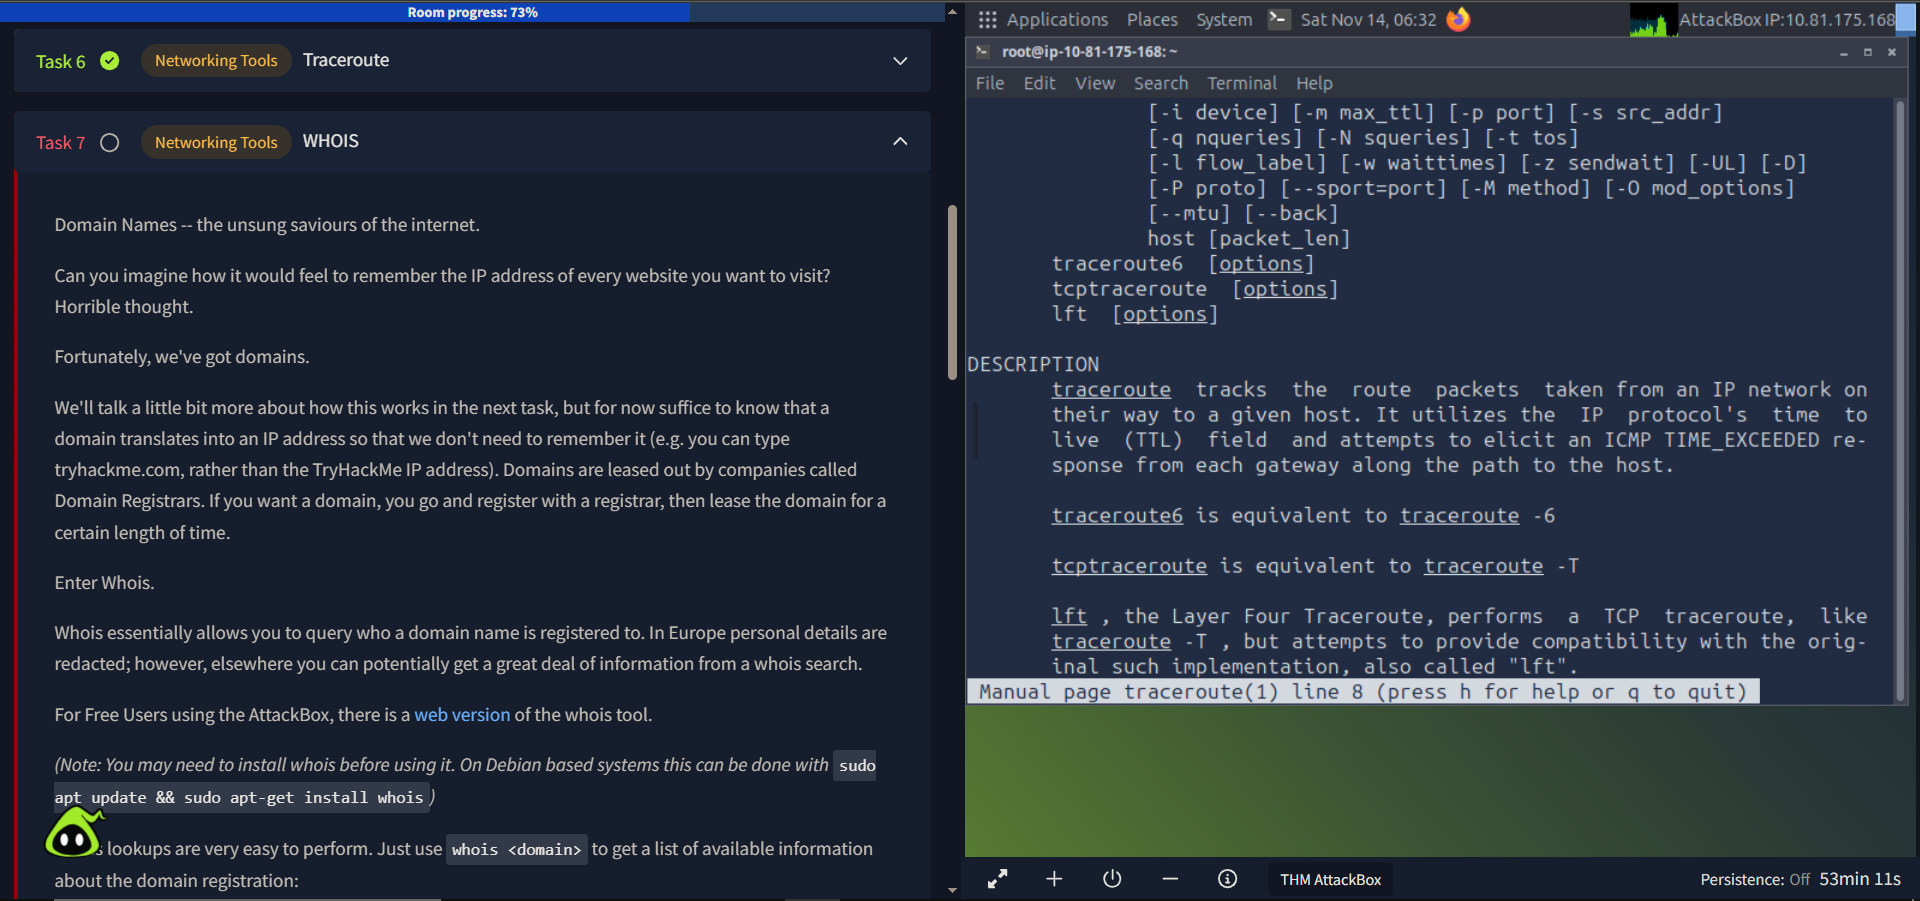 Room progress: 73%
Task 6 Networking Tools Traceroute
Task 7 Networking Tools WHOIS
Domain Names -- the unsung saviours of the internet.
Can you imagine how it would feel to remember the IP address of every website you want to visit?
Horrible thought.
Fortunately, we've got domains.
We'll talk a little bit more about how this works in the next task, but for now suffice to know that a
domain translates into an IP address so that we don't need to remember it (e.g. you can type
tryhackme.com, rather than the TryHackMe IP address). Domains are leased out by companies called
Domain Registrars. If you want a domain, you go and register with a registrar, then lease the domain for a
certain length of time.
Enter Whois.
Whois essentially allows you to query who a domain name is registered to. In Europe personal details are
redacted; however, elsewhere you can potentially get a great deal of information from a whois search.
For Free Users using the AttackBox, there is a web version of the whois tool.
(Note: You may need to install whois before using it. On Debian based systems this can be done with sudo
apt update && sudo apt-get install whois )
lookups are very easy to perform. Just use whois <domain> to get a list of available information
about the domain registration:
Applications Places System Sat Nov 14, 06:32 AttackBox IP:10.81.175.168
root@ip-10-81-175-168: ~
File Edit View Search Terminal Help
[-i device] [-m max_ttl] [-p port] [-s src_addr]
[-q nqueries] [-N squeries] [-t tos]
[-l flow_label] [-w waittimes] [-z sendwait] [-UL] [-D]
[-P proto] [--sport=port] [-M method] [-O mod_options]
[--mtu] [--back]
host [packet_len]
traceroute6 [options]
tcptraceroute [options]
lft [options]
DESCRIPTION
traceroute tracks the route packets taken from an IP network on
their way to a given host. It utilizes the IP protocol's time to
live (TTL) field and attempts to elicit an ICMP TIME_EXCEEDED re-
sponse from each gateway along the path to the host.
traceroute6 is equivalent to traceroute -6
tcptraceroute is equivalent to traceroute -T
lft , the Layer Four Traceroute, performs a TCP traceroute, like
traceroute -T , but attempts to provide compatibility with the orig-
inal such implementation, also called "lft".
Manual page traceroute(1) line 8 (press h for help or q to quit)
THM AttackBox
Persistence: Off 53min 11s